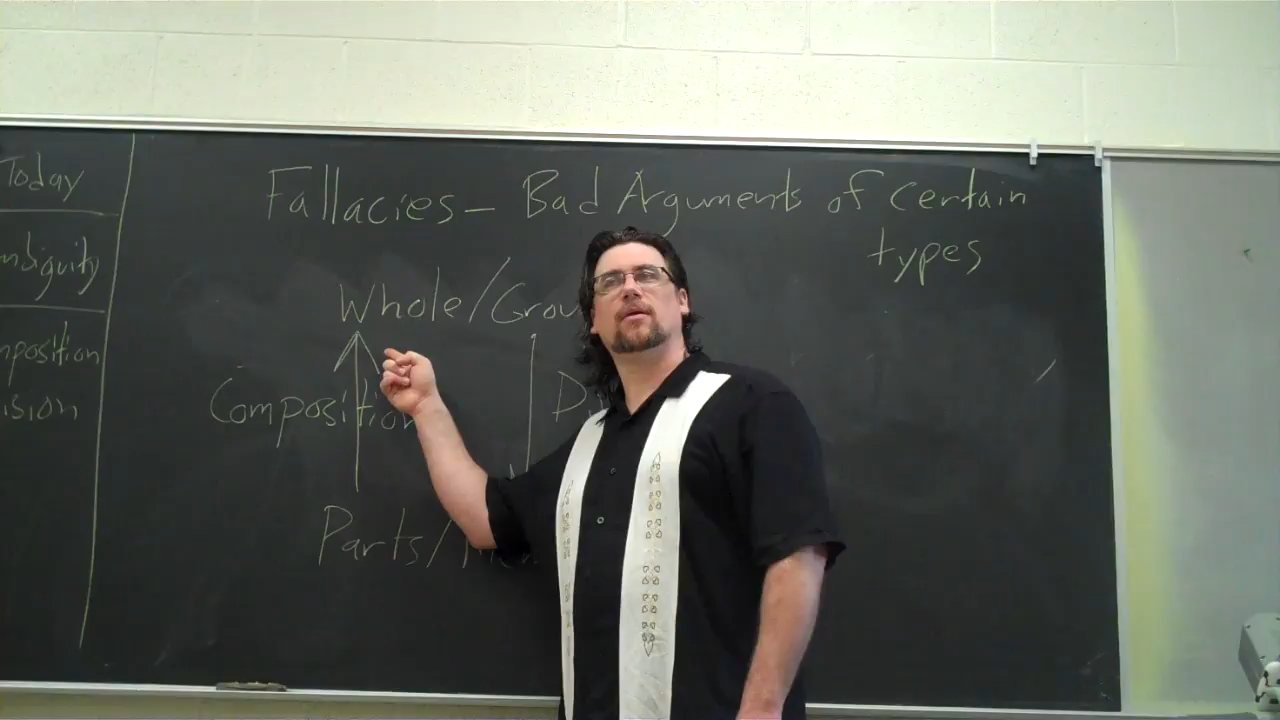 Today
mbiguity
mposition
ision
Fallacies - Bad Arguments of certain
types
Whole/Grou
Composition
D
Parts/